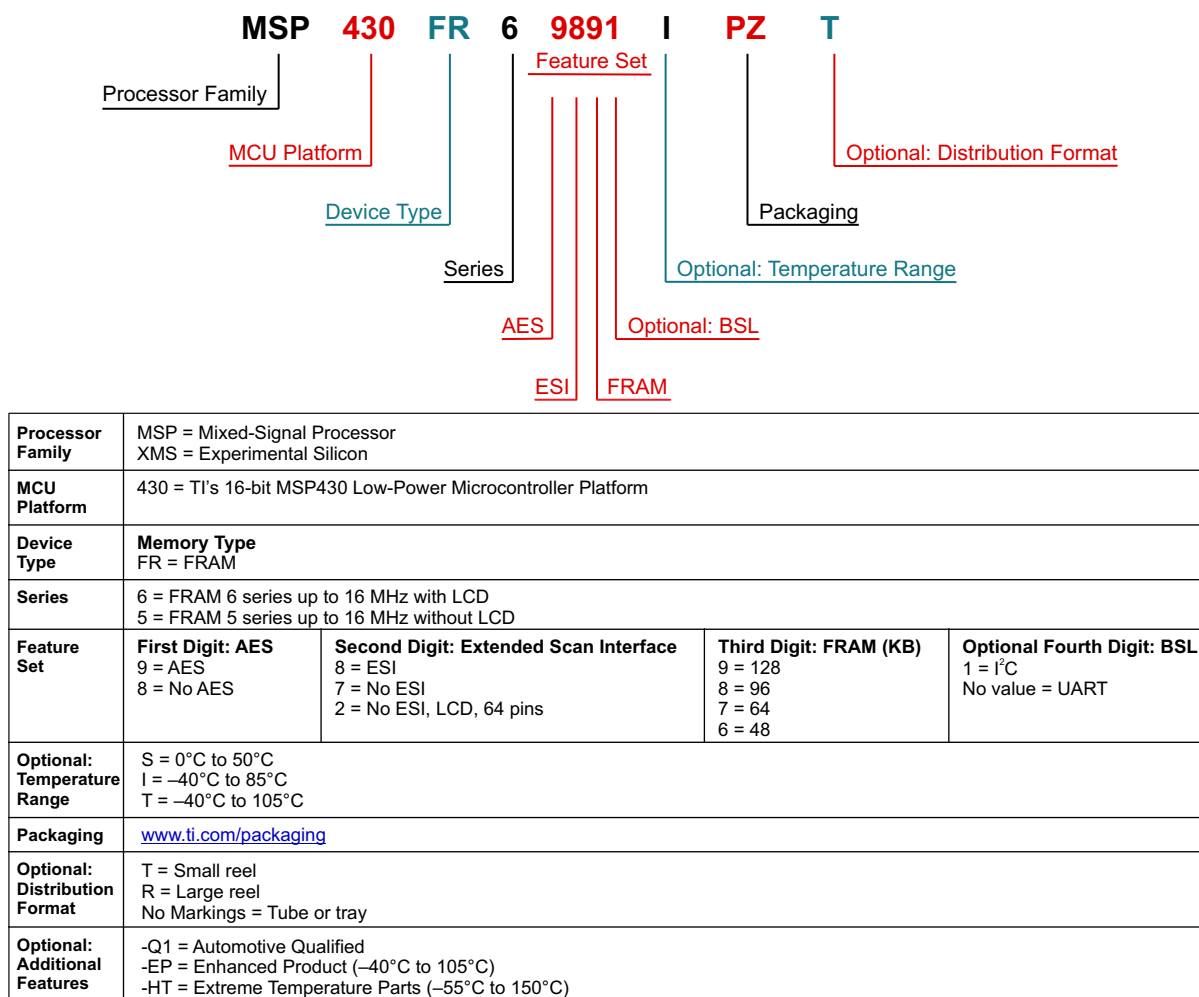 MSP 430 FR 6 9891 I PZ T
Feature Set
Processor Family
MCU Platform
Optional: Distribution Format
Device Type
Packaging
Series
Optional: Temperature Range
AES
Optional: BSL
ESI
FRAM
Processor Family
MSP = Mixed-Signal Processor
XMS = Experimental Silicon
MCU Platform
430 = TI's 16-bit MSP430 Low-Power Microcontroller Platform
Device Type
Memory Type
FR = FRAM
Series
6 = FRAM 6 series up to 16 MHz with LCD
5 = FRAM 5 series up to 16 MHz without LCD
Feature Set
First Digit: AES
9 = AES
8 = No AES
Second Digit: Extended Scan Interface
8 = ESI
7 = No ESI
2 = No ESI, LCD, 64 pins
Third Digit: FRAM (KB)
9 = 128
8 = 96
7 = 64
6 = 48
Optional Fourth Digit: BSL
1 = I²C
No value = UART
Optional: Temperature Range
S = 0°C to 50°C
I = –40°C to 85°C
T = –40°C to 105°C
Packaging
www.ti.com/packaging
Optional: Distribution Format
T = Small reel
R = Large reel
No Markings = Tube or tray
Optional: Additional Features
-Q1 = Automotive Qualified
-EP = Enhanced Product (–40°C to 105°C)
-HT = Extreme Temperature Parts (–55°C to 150°C)